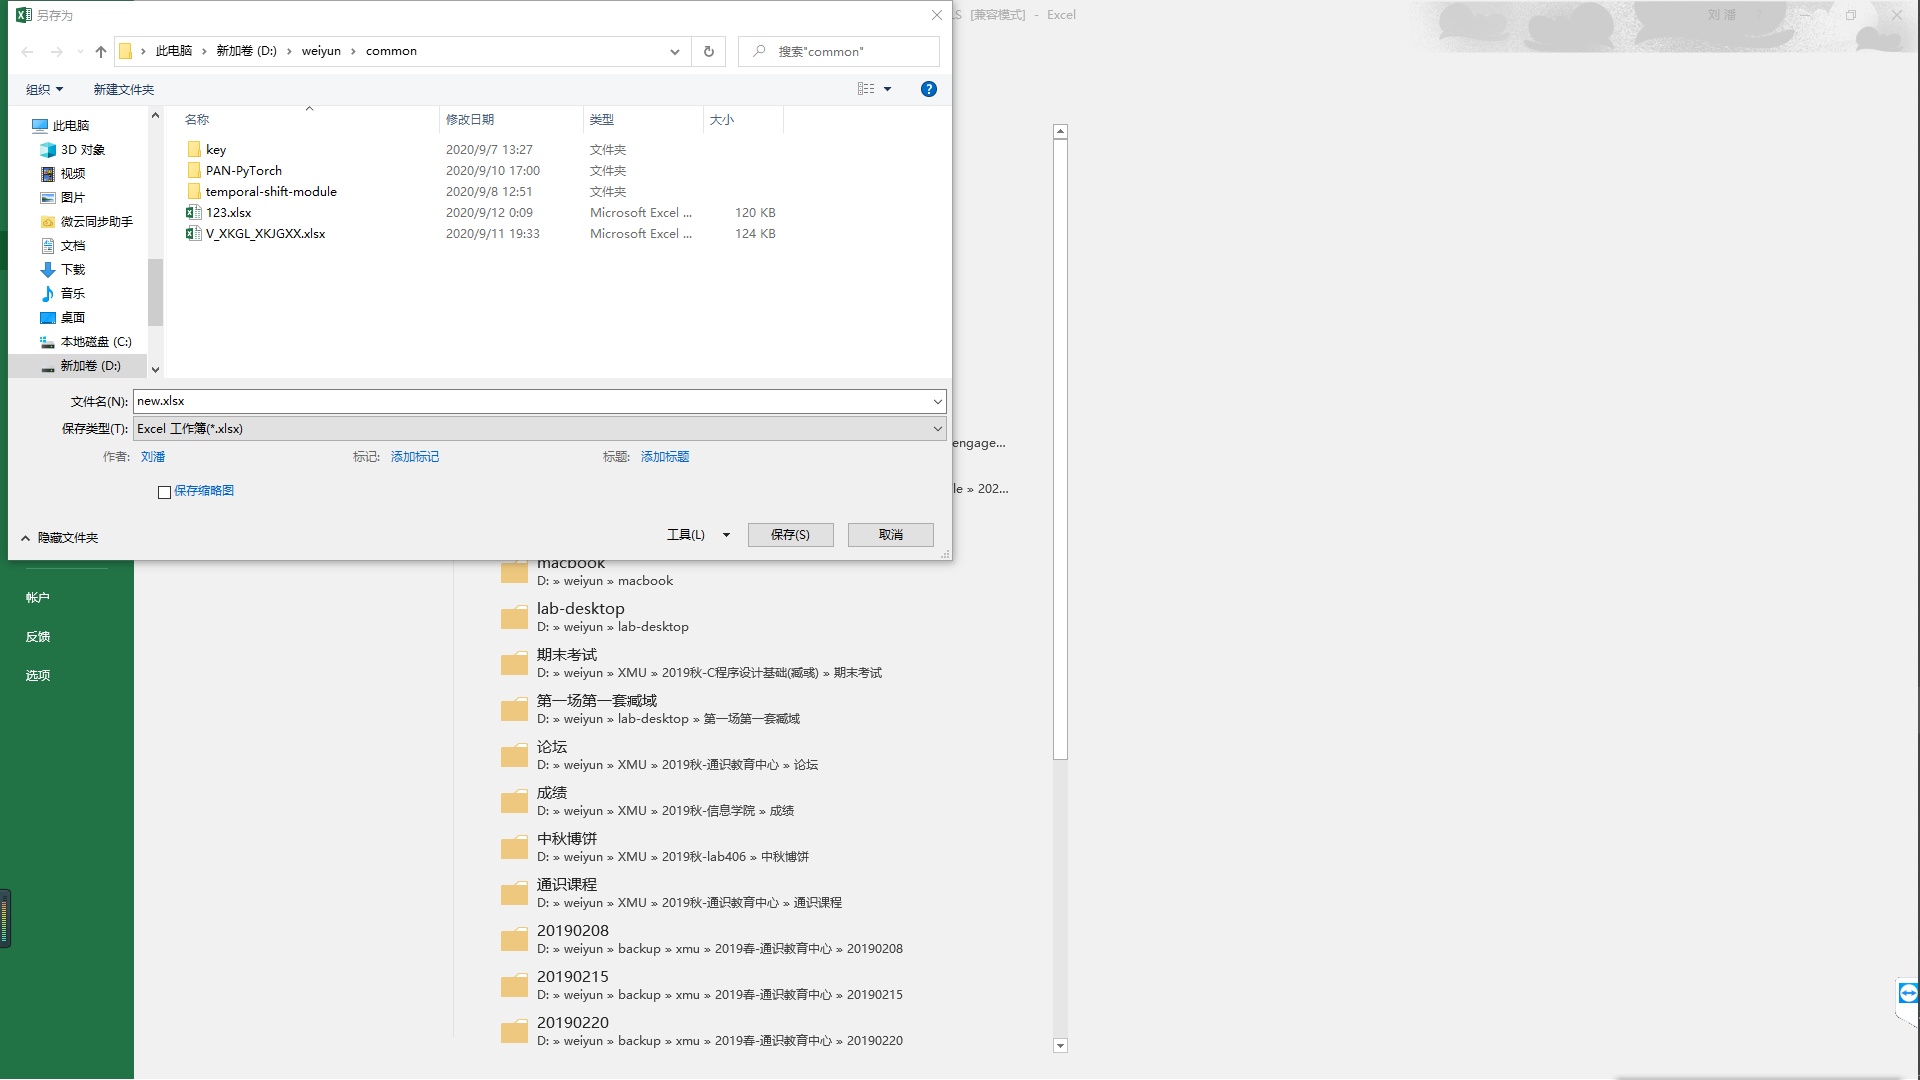 另存为
LS [兼容模式] - Excel
刘 潘
此电脑 › 新加卷 (D:) › weiyun › common
搜索"common"
组织
新建文件夹
此电脑
3D 对象
视频
图片
微云同步助手
文档
下载
音乐
桌面
本地磁盘 (C:)
新加卷 (D:)
名称 修改日期 类型 大小
key 2020/9/7 13:27 文件夹
PAN-PyTorch 2020/9/10 17:00 文件夹
temporal-shift-module 2020/9/8 12:51 文件夹
123.xlsx 2020/9/12 0:09 Microsoft Excel ... 120 KB
V_XKGL_XKJGXX.xlsx 2020/9/11 19:33 Microsoft Excel ... 124 KB
文件名(N): new.xlsx
保存类型(T): Excel 工作簿(*.xlsx)
作者: 刘潘 标记: 添加标记 标题: 添加标题
保存缩略图
隐藏文件夹
工具(L) 保存(S) 取消
engage...
le » 202...
帐户
反馈
选项
macbook
D: » weiyun » macbook
lab-desktop
D: » weiyun » lab-desktop
期末考试
D: » weiyun » XMU » 2019秋-C程序设计基础(臧彧) » 期末考试
第一场第一套臧域
D: » weiyun » lab-desktop » 第一场第一套臧域
论坛
D: » weiyun » XMU » 2019秋-通识教育中心 » 论坛
成绩
D: » weiyun » XMU » 2019秋-信息学院 » 成绩
中秋博饼
D: » weiyun » XMU » 2019秋-lab406 » 中秋博饼
通识课程
D: » weiyun » XMU » 2019秋-通识教育中心 » 通识课程
20190208
D: » weiyun » backup » xmu » 2019春-通识教育中心 » 20190208
20190215
D: » weiyun » backup » xmu » 2019春-通识教育中心 » 20190215
20190220
D: » weiyun » backup » xmu » 2019春-通识教育中心 » 20190220